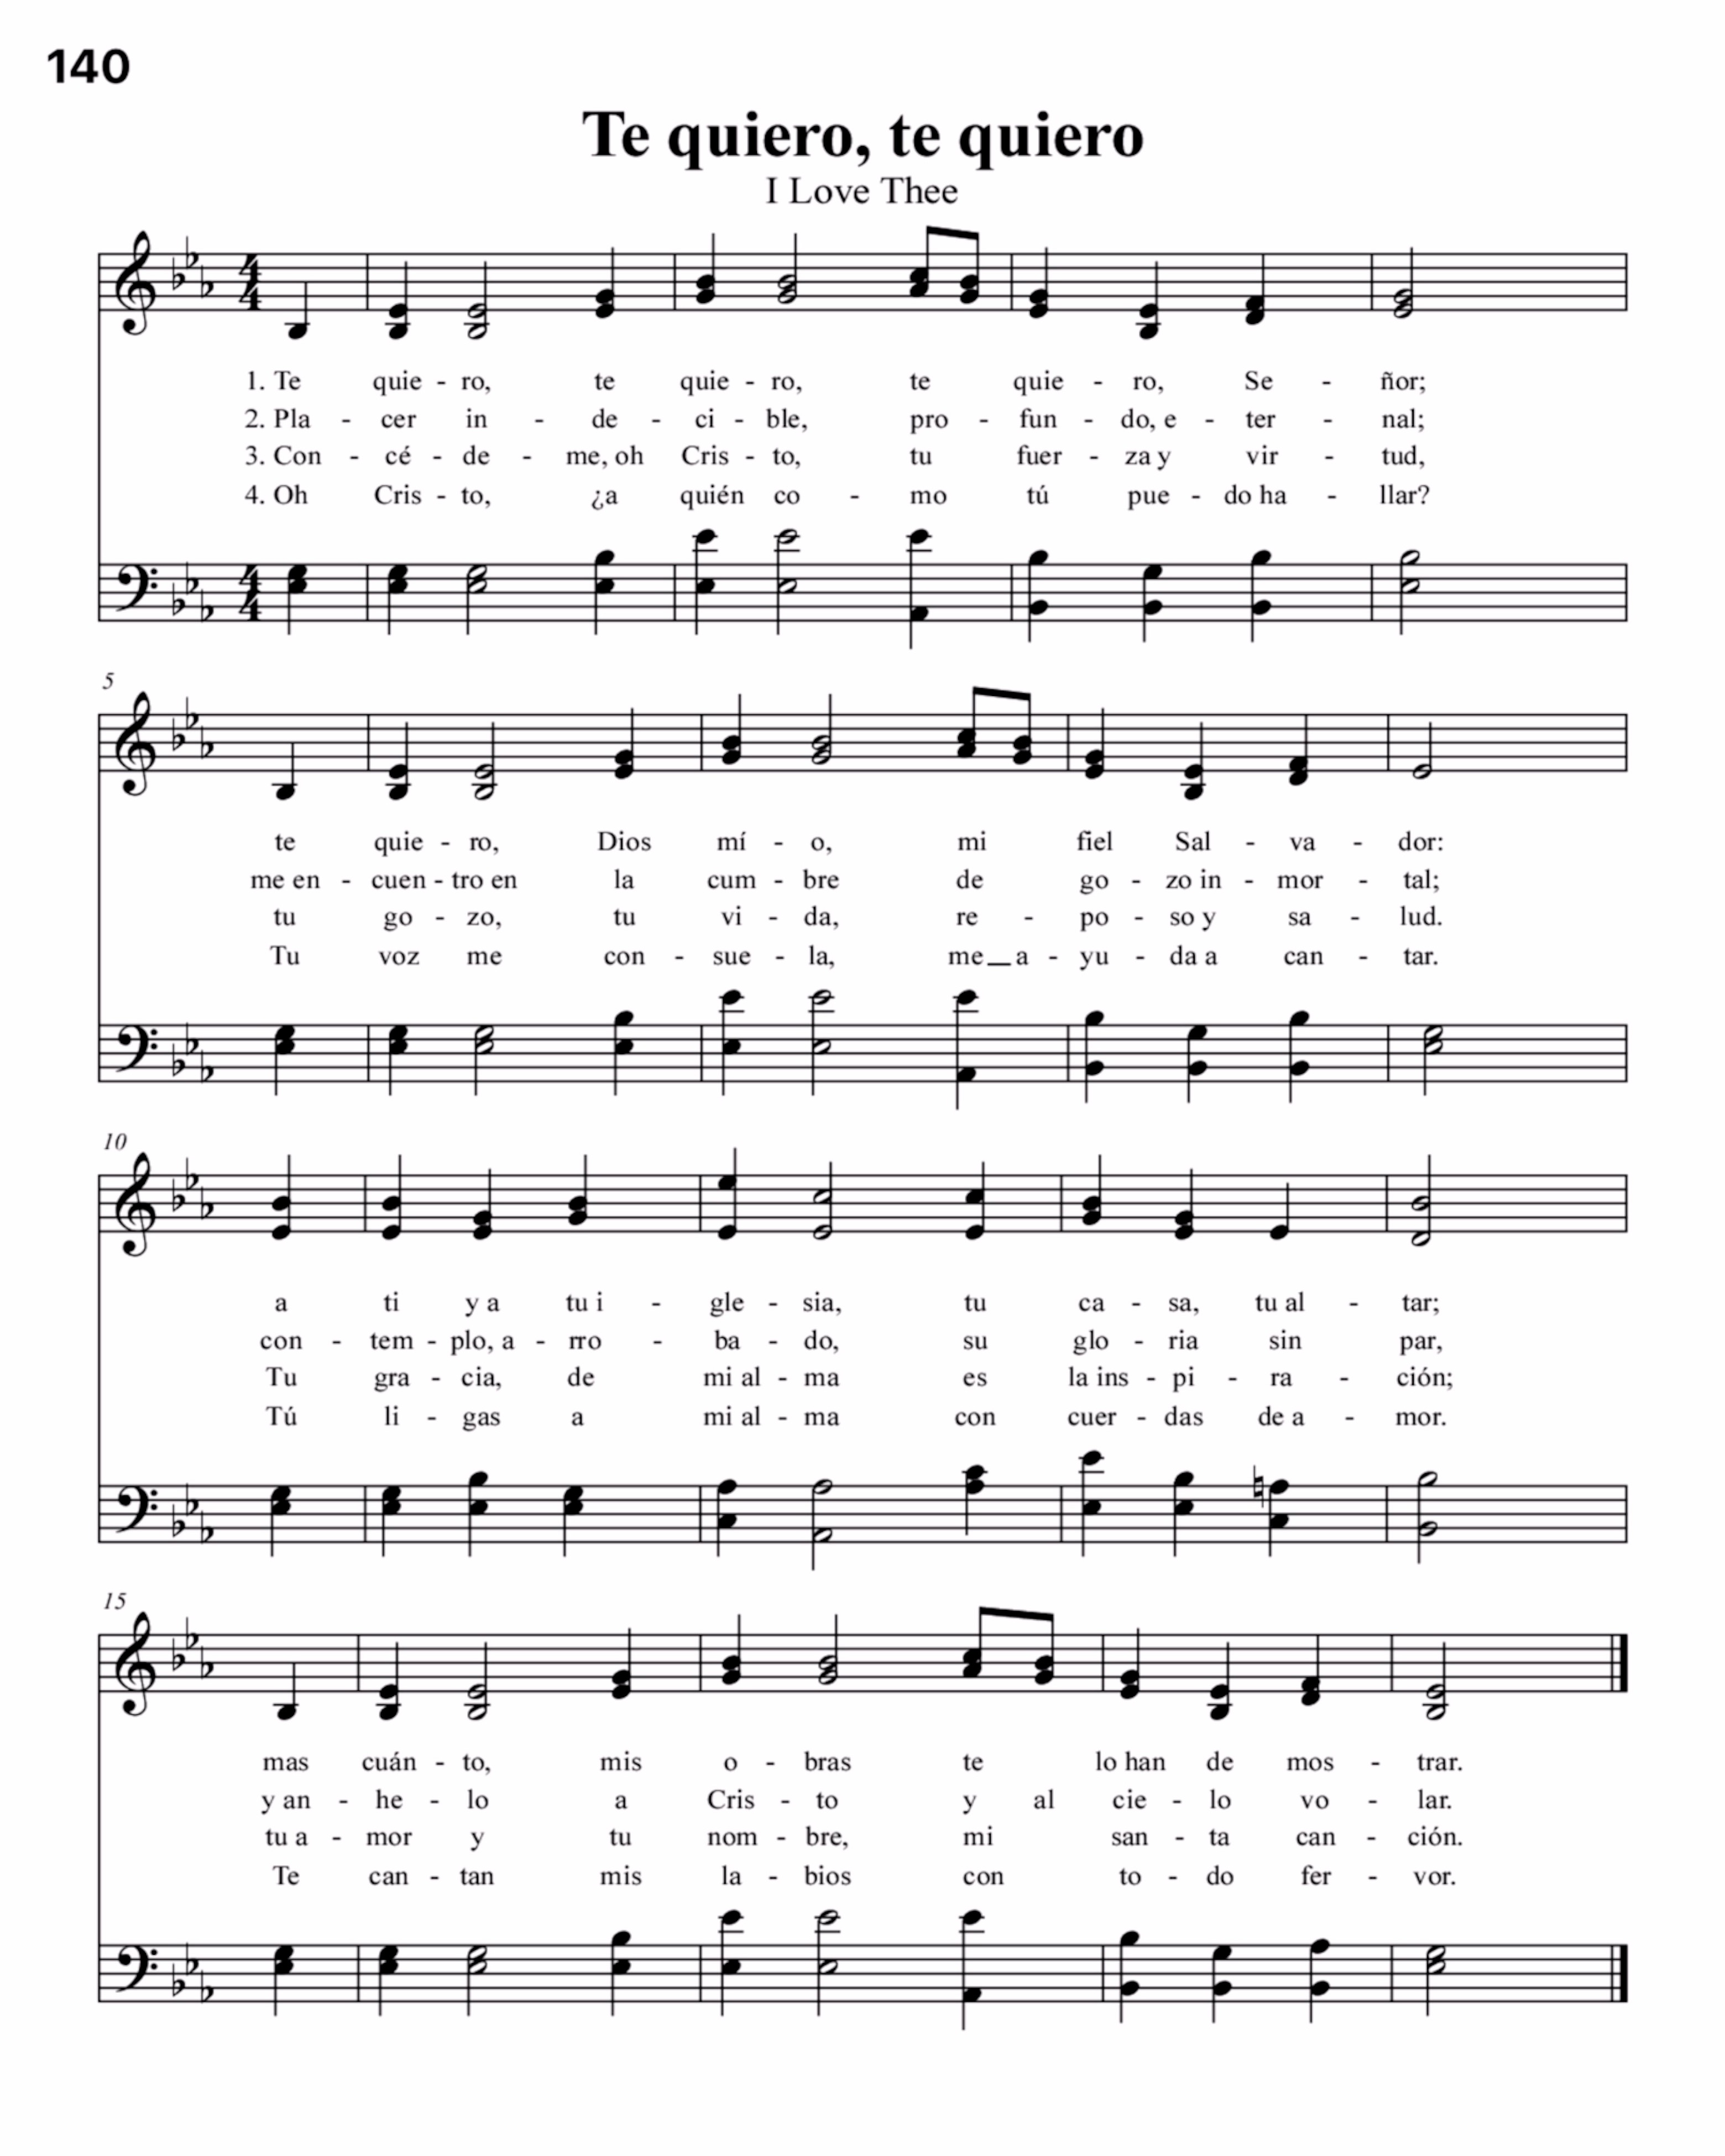 140
Te quiero, te quiero
I Love Thee
4 4
1. Te quie - ro, te quie - ro, te quie - ro, Se - ñor;
2. Pla - cer in - de - ci - ble, pro - fun - do, e - ter - nal;
3. Con - cé - de - me, oh Cris - to, tu fuer - za y vir - tud,
4. Oh Cris - to, ¿a quién co - mo tú pue - do ha - llar?
4 4
5
te quie - ro, Dios mí - o, mi fiel Sal - va - dor:
me en - cuen - tro en la cum - bre de go - zo in - mor - tal;
tu go - zo, tu vi - da, re - po - so y sa - lud.
Tu voz me con - sue - la, me a - yu - da a can - tar.
10
a ti y a tu i - gle - sia, tu ca - sa, tu al - tar;
con - tem - plo, a - rro - ba - do, su glo - ria sin par,
Tu gra - cia, de mi al - ma es la ins - pi - ra - ción;
Tú li - gas a mi al - ma con cuer - das de a - mor.
15
mas cuán - to, mis o - bras te lo han de mos - trar.
y an - he - lo a Cris - to y al cie - lo vo - lar.
tu a - mor y tu nom - bre, mi san - ta can - ción.
Te can - tan mis la - bios con to - do fer - vor.